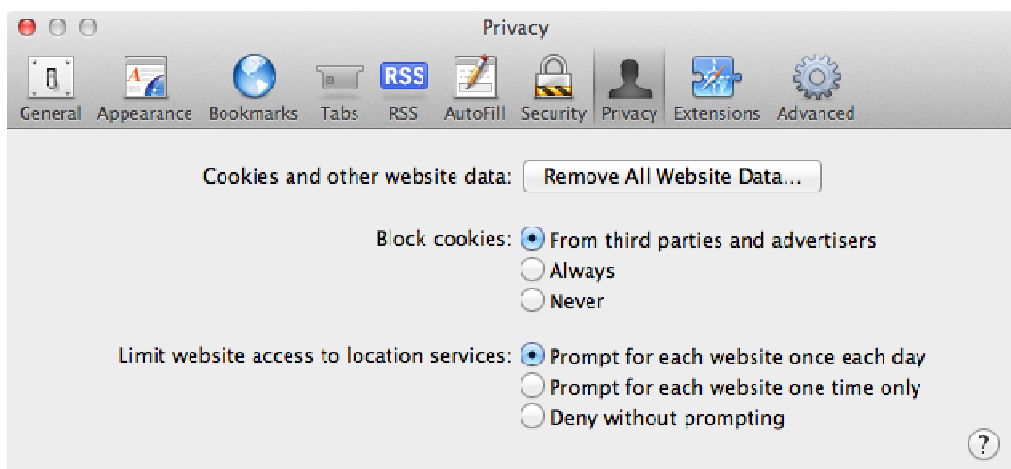 Privacy
General Appearance Bookmarks Tabs RSS AutoFill Security Privacy Extensions Advanced
RSS
Cookies and other website data: Remove All Website Data...
Block cookies: From third parties and advertisers
Always
Never
Limit website access to location services: Prompt for each website once each day
Prompt for each website one time only
Deny without prompting
?